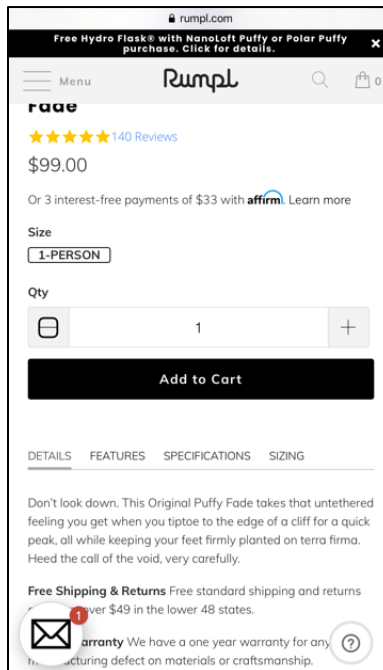 rumpl.com
Free Hydro Flask® with NanoLoft Puffy or Polar Puffy
purchase. Click for details.
×
Menu
Rumpl
0
Fade
140 Reviews
$99.00
Or 3 interest-free payments of $33 with affirm. Learn more
Size
1-PERSON
Qty
1
Add to Cart
DETAILS FEATURES SPECIFICATIONS SIZING
Don't look down. This Original Puffy Fade takes that untethered
feeling you get when you tiptoe to the edge of a cliff for a quick
peak, all while keeping your feet firmly planted on terra firma.
Heed the call of the void, very carefully.
Free Shipping & Returns Free standard shipping and returns
over $49 in the lower 48 states.
1
We have a one year warranty for any
?
defect on materials or craftsmanship.